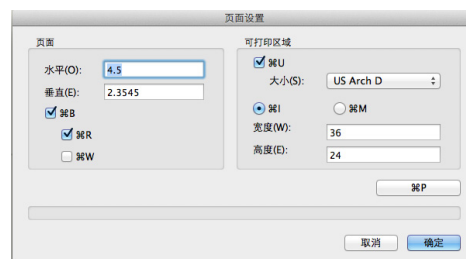 页面设置
页面
水平(O): 4.5
垂直(E): 2.3545
⌘B
⌘R
⌘W
可打印区域
⌘U
大小(S): US Arch D
⌘I ⌘M
宽度(W): 36
高度(E): 24
⌘P
取消 确定